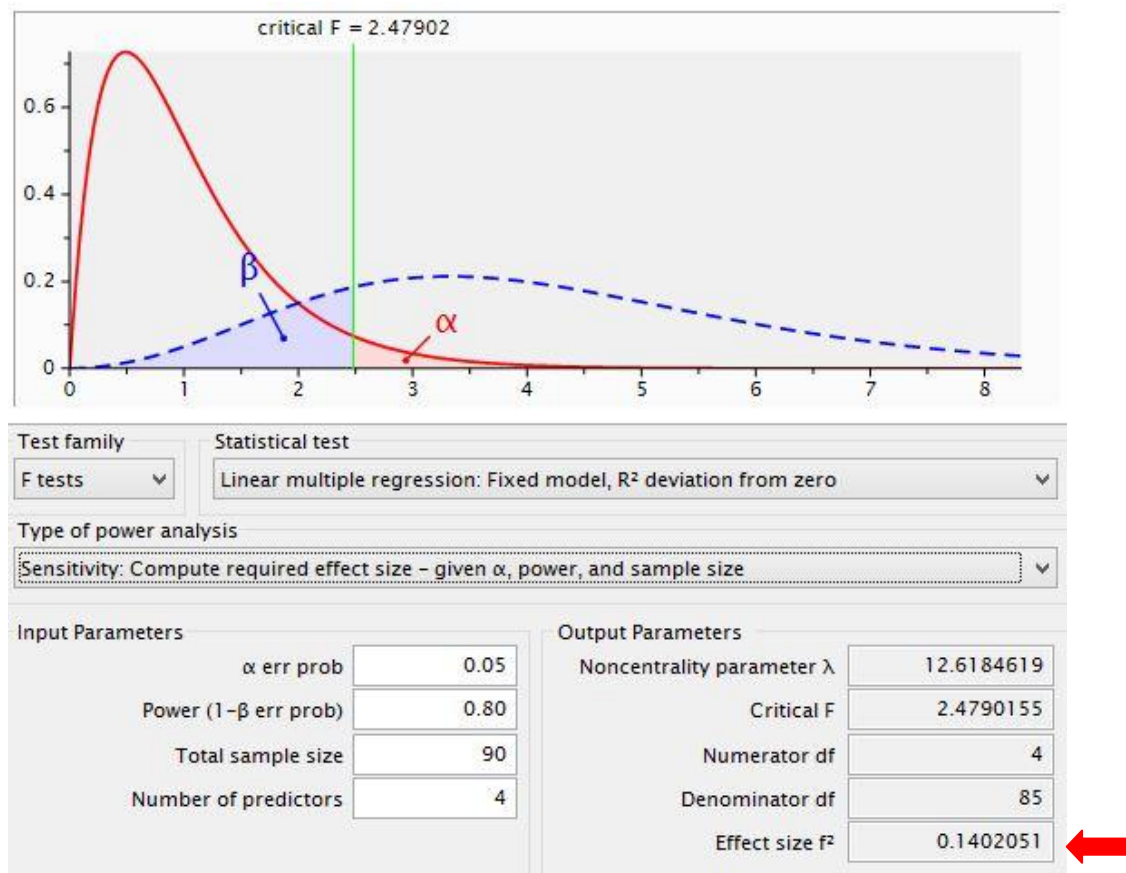 critical F = 2.47902
0.6
0.4
β
0.2
α
0
0 1 2 3 4 5 6 7 8
Test family Statistical test
F tests Linear multiple regression: Fixed model, R² deviation from zero
Type of power analysis
Sensitivity: Compute required effect size – given α, power, and sample size
Input Parameters Output Parameters
α err prob 0.05 Noncentrality parameter λ 12.6184619
Power (1-β err prob) 0.80 Critical F 2.4790155
Total sample size 90 Numerator df 4
Number of predictors 4 Denominator df 85
Effect size f² 0.1402051